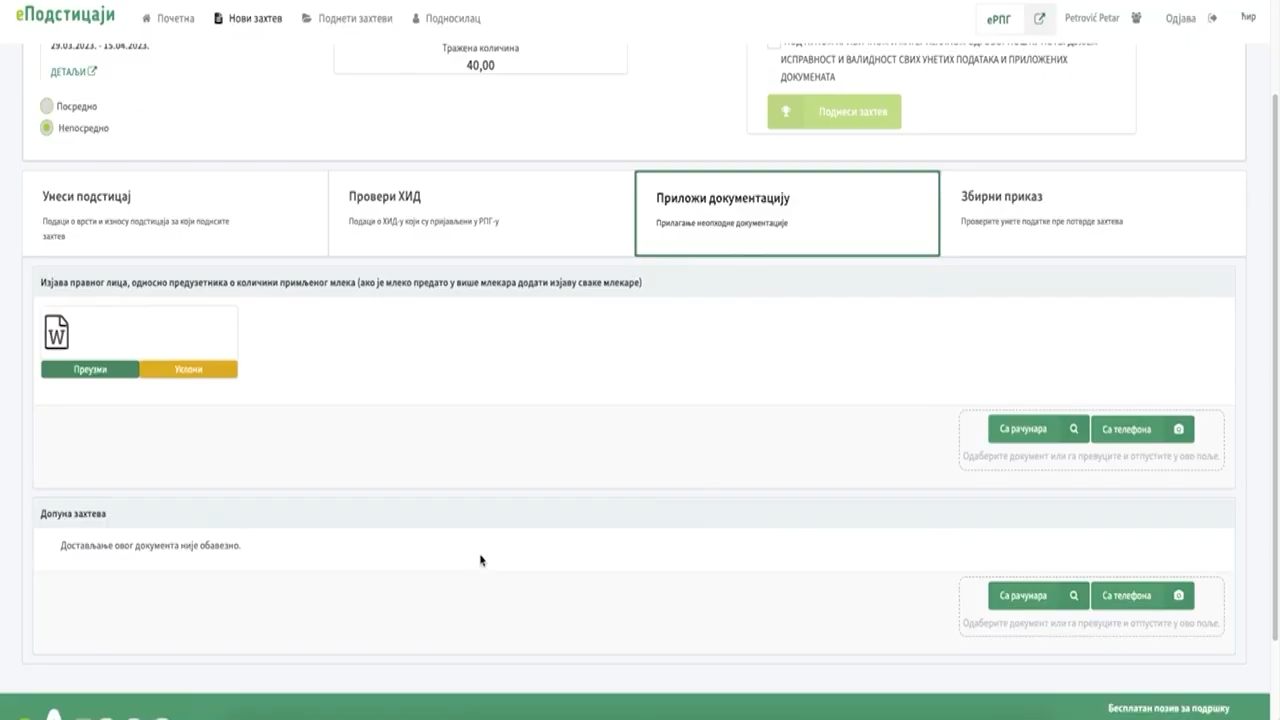 еПодстицаји
Почетна
Нови захтев
Поднети захтеви
Подносилац
еРПГ
Petrović Petar
Одјава
ћир
29.03.2023. - 15.04.2023.
ДЕТАЉИ
Посредно
Непосредно
Тражена количина
40,00
ИСПРАВНОСТ И ВАЛИДНОСТ СВИХ УНЕТИХ ПОДАТАКА И ПРИЛОЖЕНИХ
ДОКУМЕНАТА
Поднеси захтев
Унеси подстицај
Подаци о врсти и износу подстицаја за који подносите
захтев
Провери ХИД
Подаци о ХИД-у који су пријављени у РПГ-у
Приложи документацију
Прилагање неопходне документације
Збирни приказ
Проверите унете податке пре потврде захтева
Изјава правног лица, односно предузетника о количини примљеног млека (ако је млеко предато у више млекара додати изјаву сваке млекаре)
W
Преузми
Уклони
Са рачунара
Са телефона
Одаберите документ или га превуците и отпустите у ово поље.
Допуна захтева
Достављање овог документа није обавезно.
Са рачунара
Са телефона
Одаберите документ или га превуците и отпустите у ово поље.
Бесплатан позив за подршку